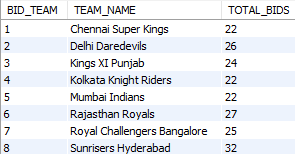 BID_TEAM TEAM_NAME TOTAL_BIDS
1 Chennai Super Kings 22
2 Delhi Daredevils 26
3 Kings XI Punjab 24
4 Kolkata Knight Riders 22
5 Mumbai Indians 22
6 Rajasthan Royals 27
7 Royal Challengers Bangalore 25
8 Sunrisers Hyderabad 32